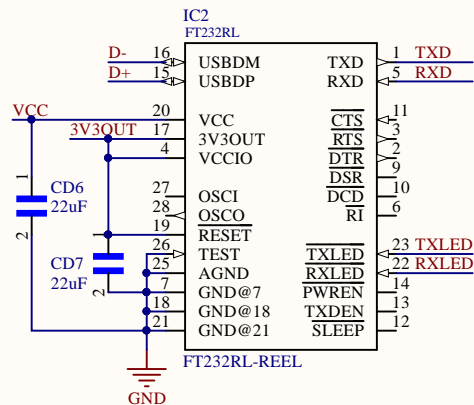 IC2
FT232RL
D- 16 USBDM TXD 1 TXD
D+ 15 USBDP RXD 5 RXD
VCC 20 VCC CTS 11
3V3OUT 17 3V3OUT RTS 3
4 VCCIO DTR 2
DSR 9
27 OSCI DCD 10
28 OSCO RI 6
19 RESET
26 TEST TXLED 23 TXLED
25 AGND RXLED 22 RXLED
7 GND@7 PWREN 14
18 GND@18 TXDEN 13
21 GND@21 SLEEP 12
1
CD6
22uF
2
1
CD7
22uF
2
FT232RL-REEL
GND